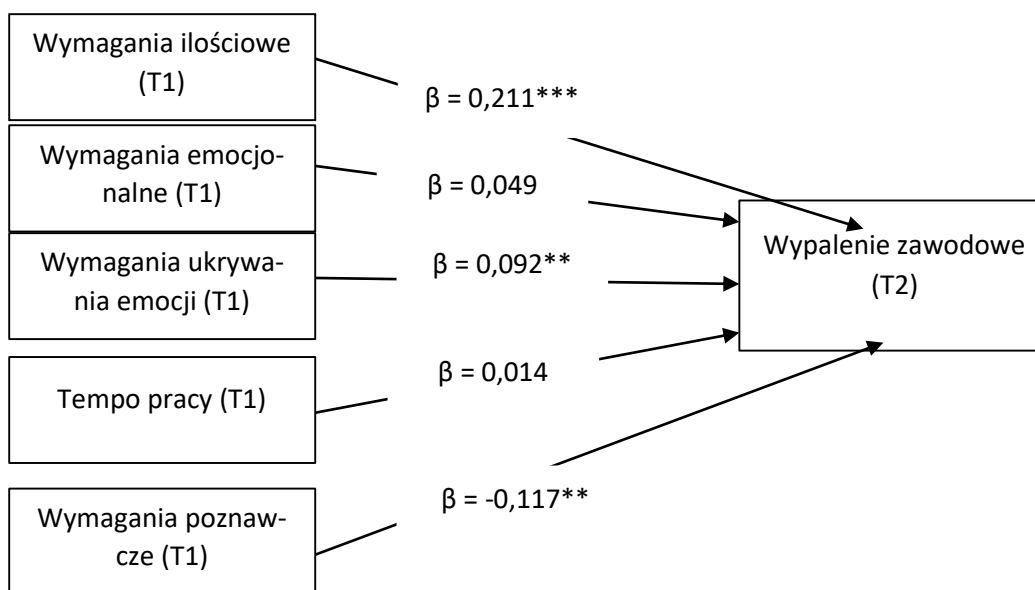 Wymagania ilościowe
(T1)
β = 0,211***
Wymagania emocjo-
nalne (T1)
β = 0,049
Wymagania ukrywa-
nia emocji (T1)
β = 0,092**
Wypalenie zawodowe
(T2)
Tempo pracy (T1)
β = 0,014
Wymagania poznaw-
cze (T1)
β = -0,117**